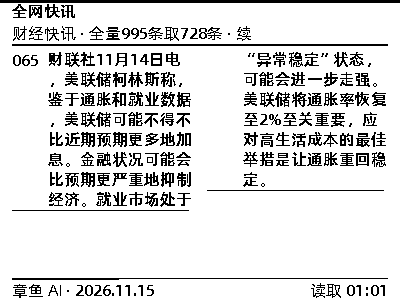 全网快讯
财经快讯 · 全量995条取728条 · 续
065 财联社11月14日电
，美联储柯林斯称，
鉴于通胀和就业数据
，美联储可能不得不
比近期预期更多地加
息。金融状况可能会
比预期更严重地抑制
经济。就业市场处于
“异常稳定”状态，
可能会进一步走强。
美联储将通胀率恢复
至2%至关重要，应
对高生活成本的最佳
举措是让通胀重回稳
定。
章鱼 AI · 2026.11.15
读取 01:01